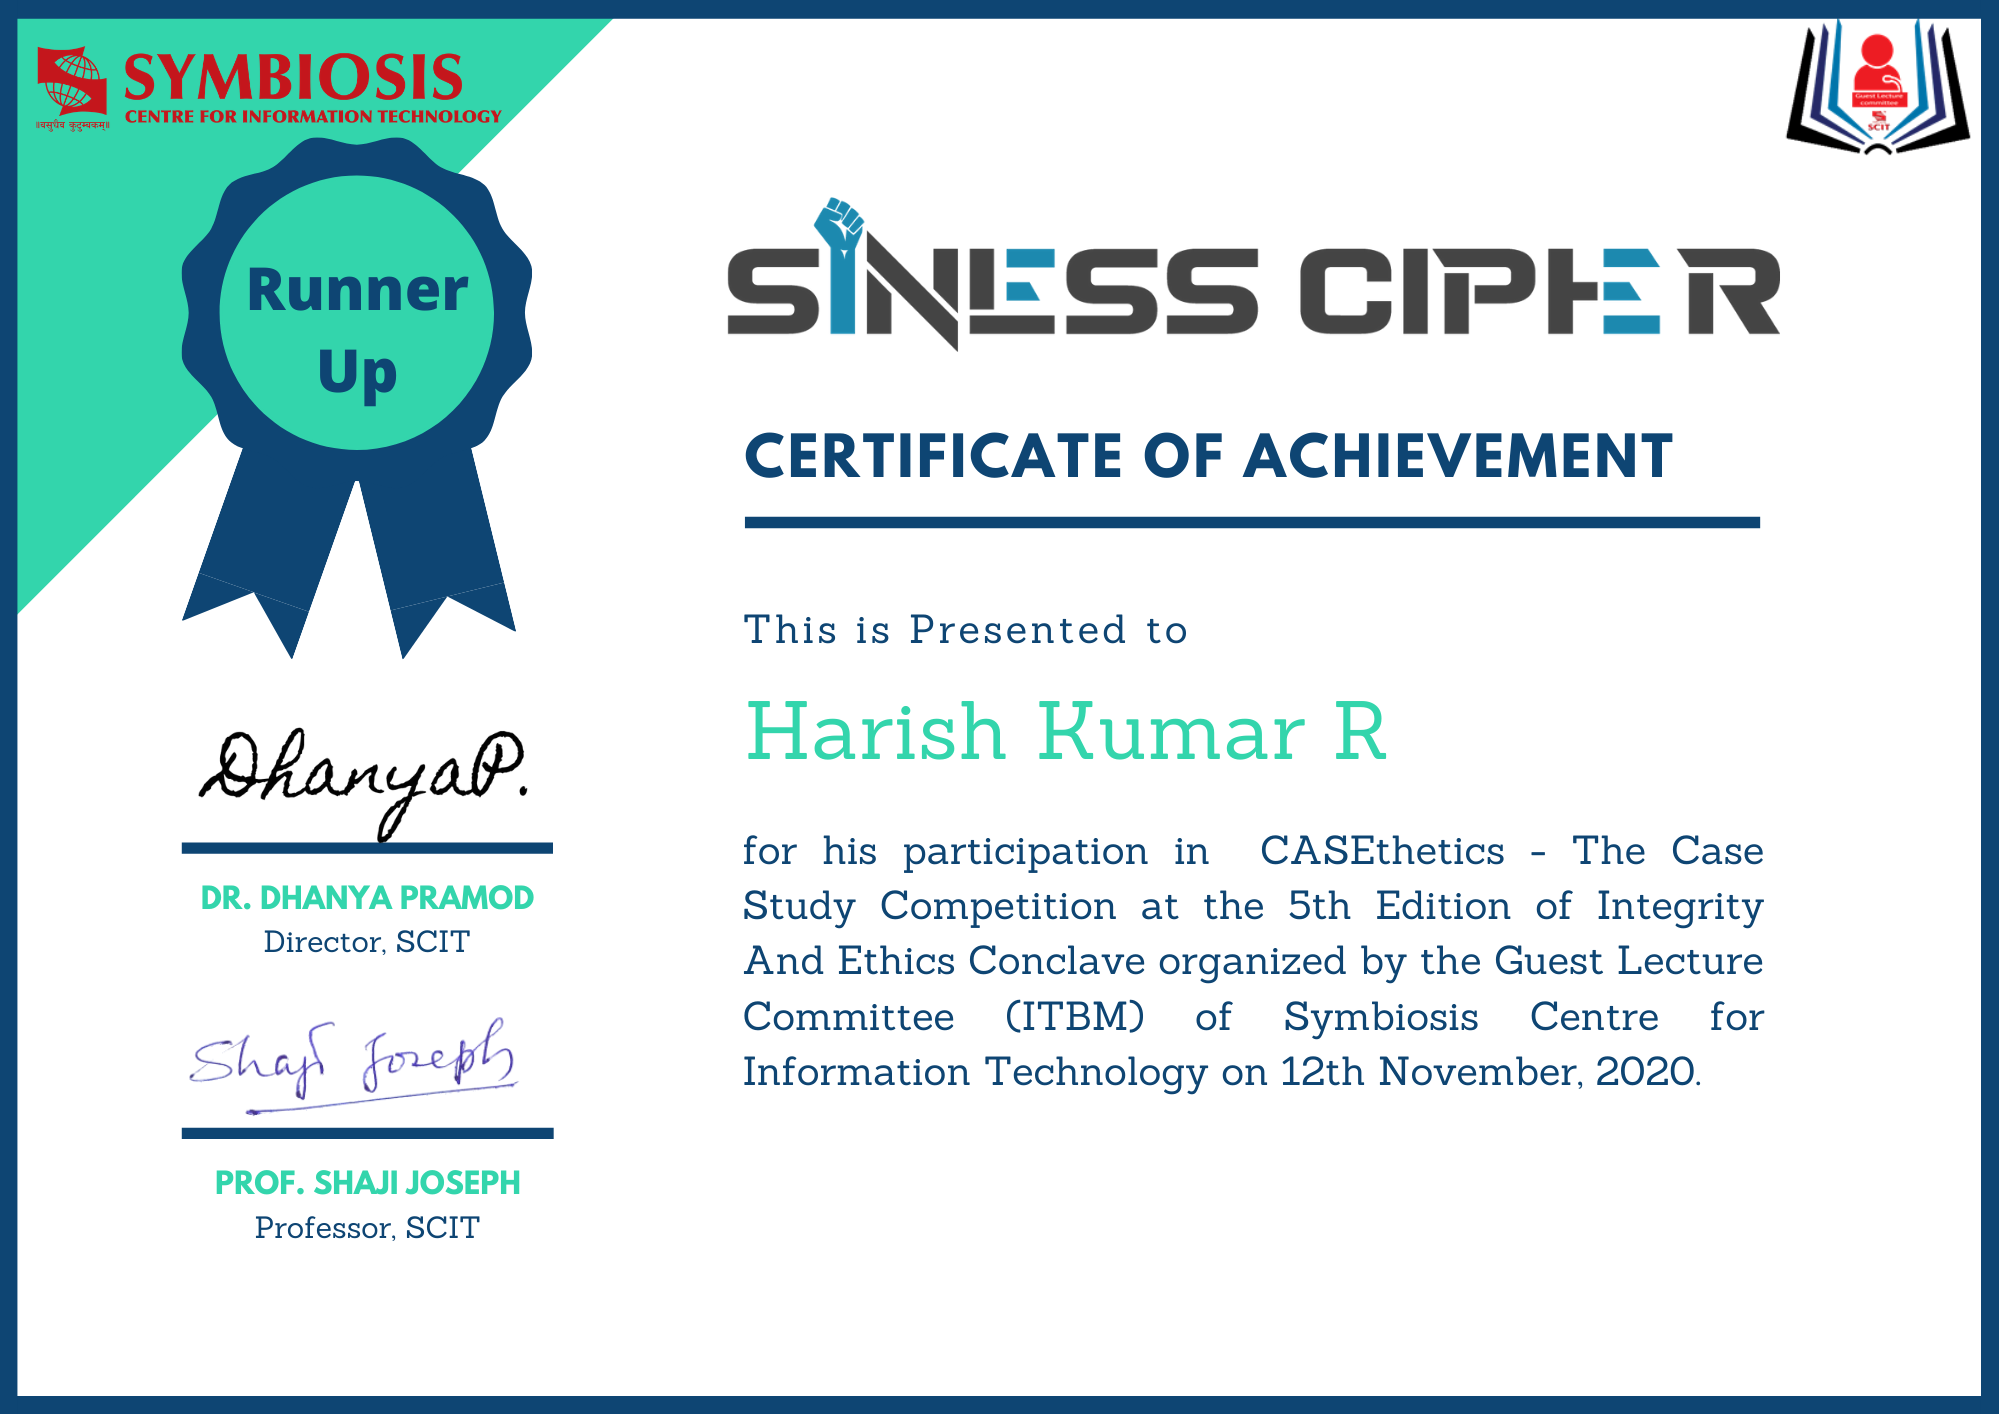 SYMBIOSIS
CENTRE FOR INFORMATION TECHNOLOGY
॥वसुधैव कुटुम्बकम्॥
Guest Lecture
committee
SCIT
Runner
Up
SINESS CIPHER
CERTIFICATE OF ACHIEVEMENT
This is Presented to
Harish Kumar R
for his participation in CASEthetics - The Case
Study Competition at the 5th Edition of Integrity
And Ethics Conclave organized by the Guest Lecture
Committee (ITBM) of Symbiosis Centre for
Information Technology on 12th November, 2020.
DhanyaP.
DR. DHANYA PRAMOD
Director, SCIT
Shaji Joseph
PROF. SHAJI JOSEPH
Professor, SCIT